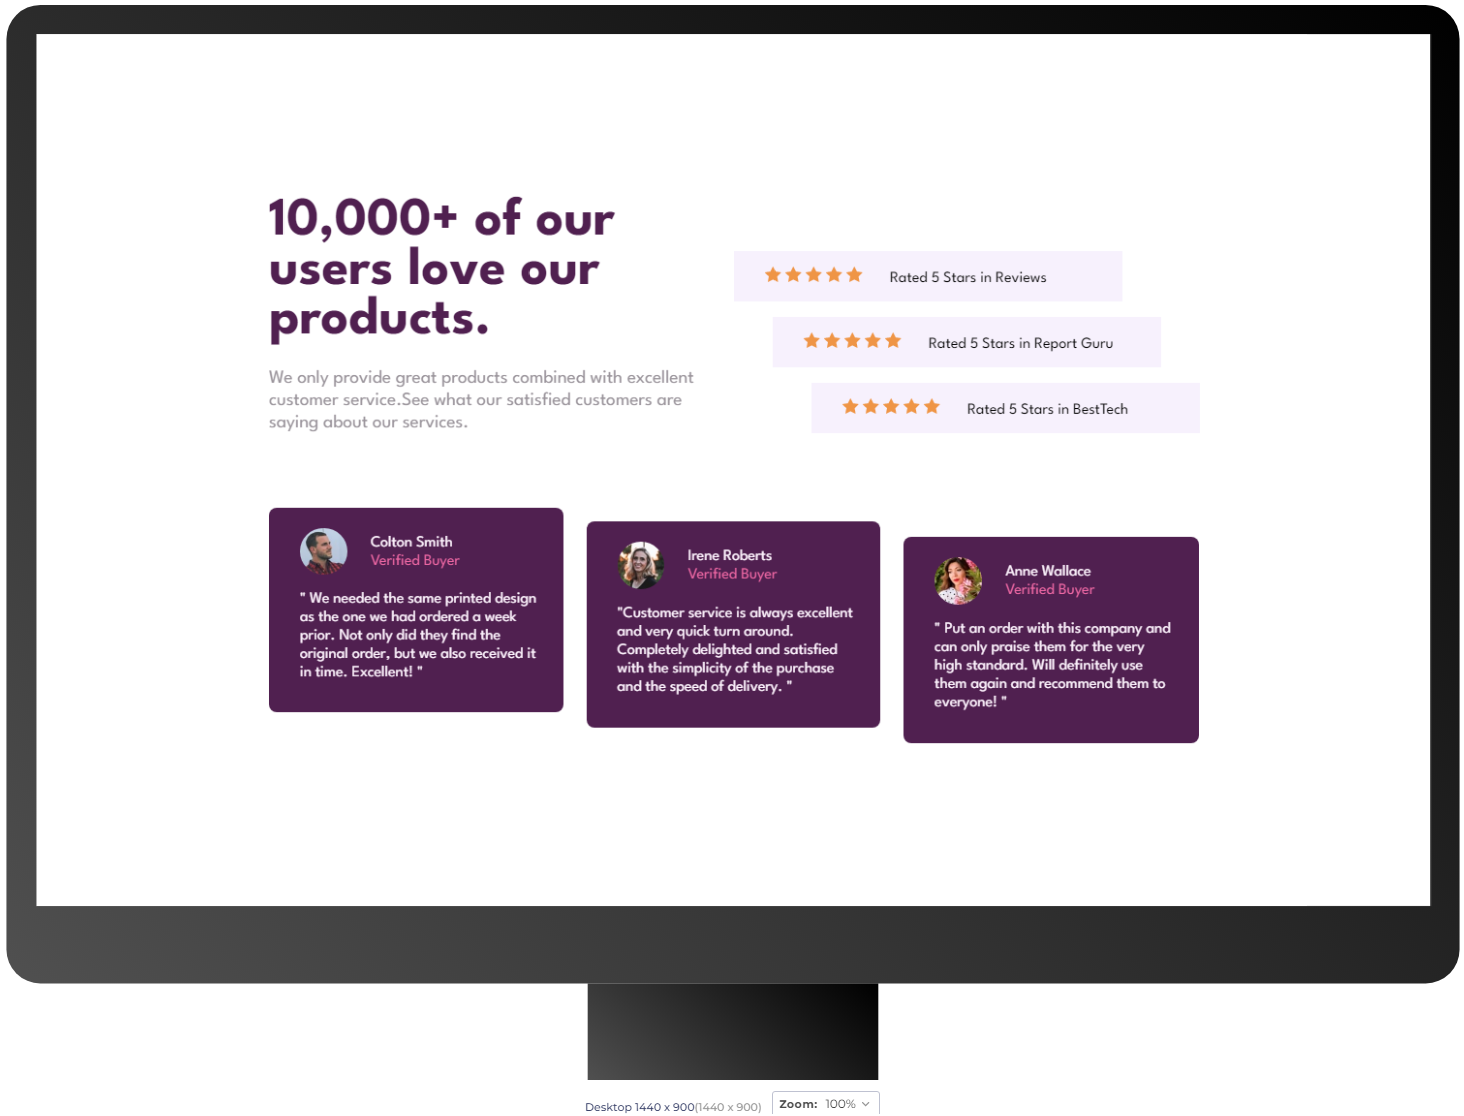 10,000+ of our
users love our
products.
We only provide great products combined with excellent
customer service.See what our satisfied customers are
saying about our services.
Rated 5 Stars in Reviews
Rated 5 Stars in Report Guru
Rated 5 Stars in BestTech
Colton Smith
Verified Buyer
" We needed the same printed design
as the one we had ordered a week
prior. Not only did they find the
original order, but we also received it
in time. Excellent! "
Irene Roberts
Verified Buyer
"Customer service is always excellent
and very quick turn around.
Completely delighted and satisfied
with the simplicity of the purchase
and the speed of delivery. "
Anne Wallace
Verified Buyer
" Put an order with this company and
can only praise them for the very
high standard. Will definitely use
them again and recommend them to
everyone! "
Desktop 1440 x 900(1440 x 900) Zoom: 100%